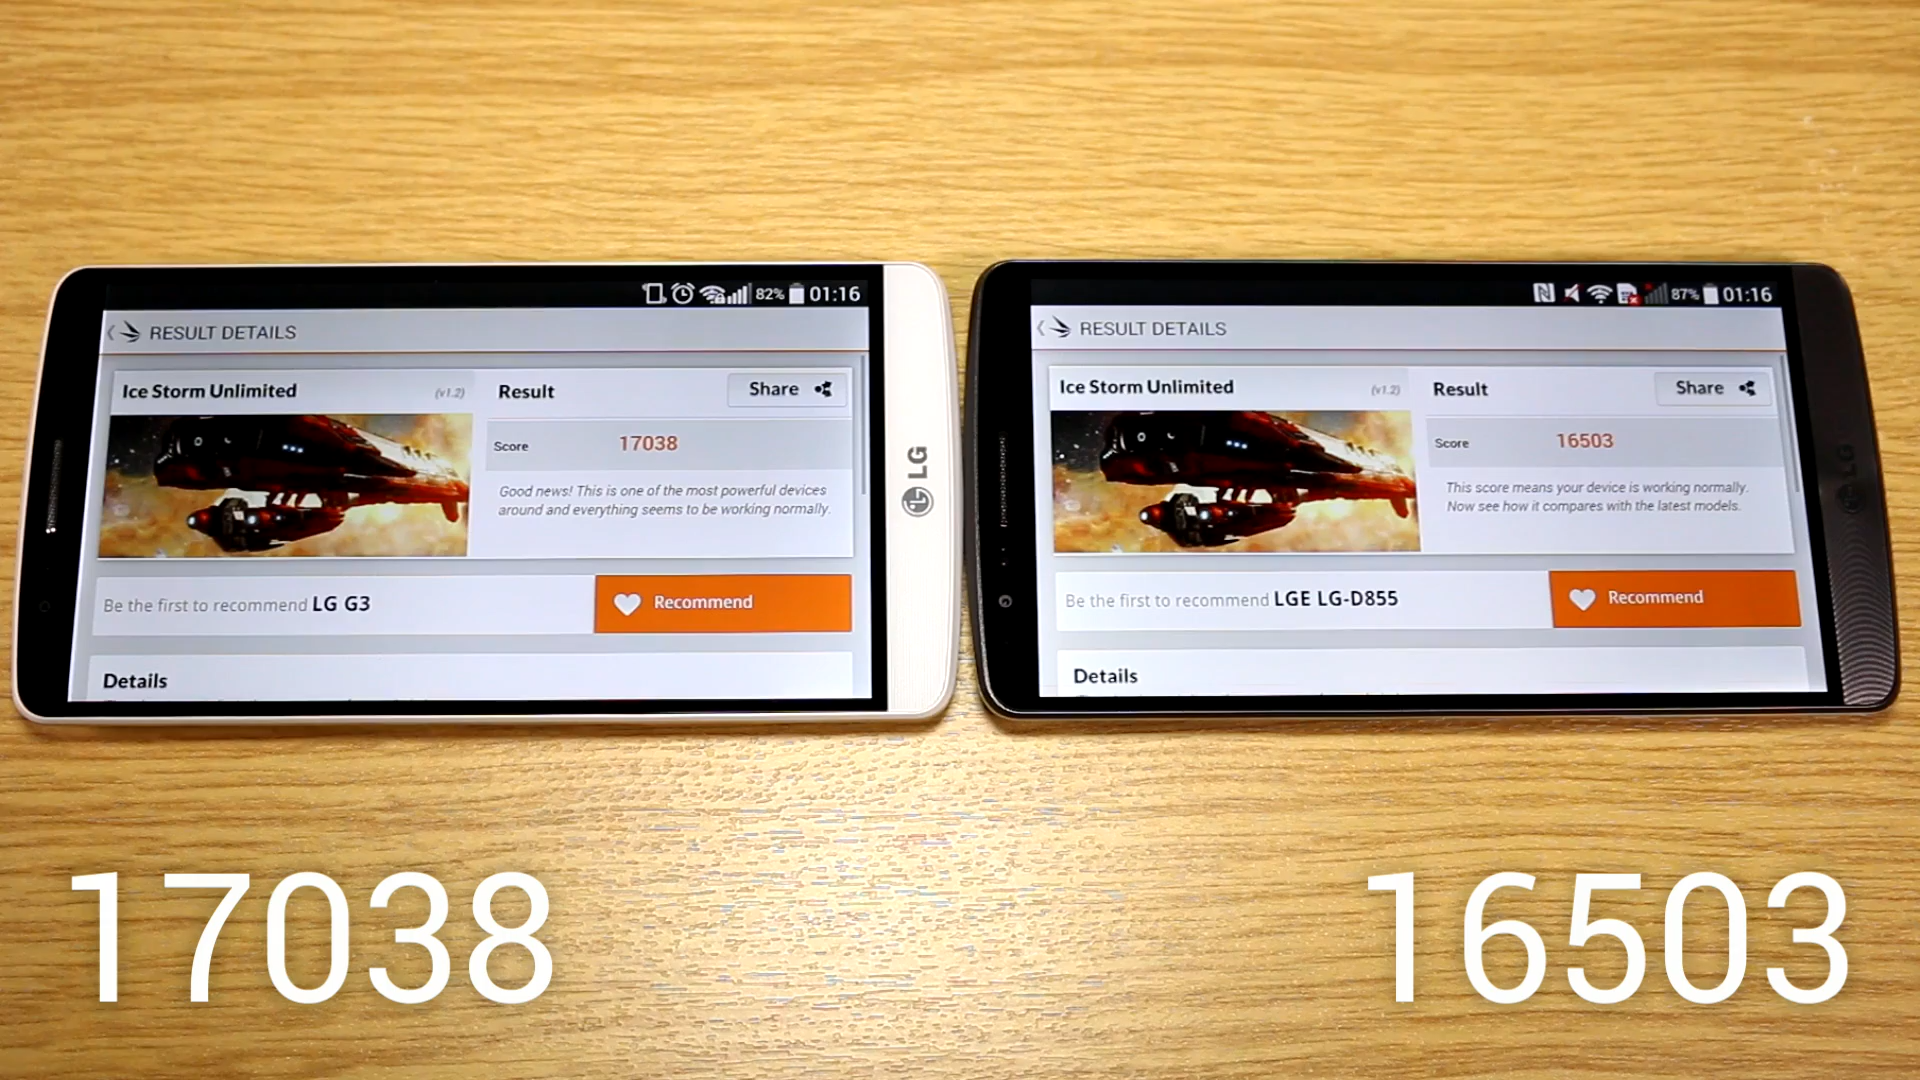 82% 01:16
RESULT DETAILS
Ice Storm Unlimited (v1.2)
Result
Share
Score 17038
Good news! This is one of the most powerful devices
around and everything seems to be working normally.
Be the first to recommend LG G3
Recommend
Details
LG
87% 01:16
RESULT DETAILS
Ice Storm Unlimited (v1.2)
Result
Share
Score 16503
This score means your device is working normally.
Now see how it compares with the latest models.
Be the first to recommend LGE LG-D855
Recommend
Details
LG
17038
16503